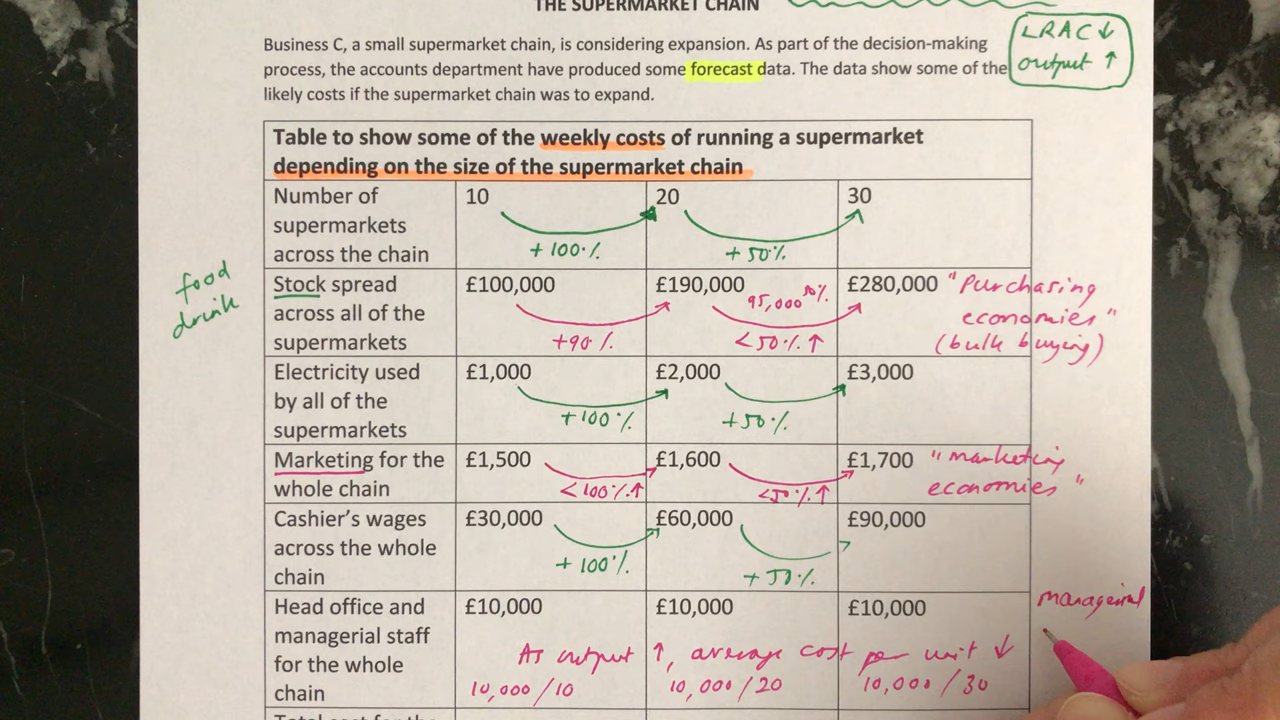 THE SUPERMARKET CHAIN
LRAC ↓
output ↑
Business C, a small supermarket chain, is considering expansion. As part of the decision-making
process, the accounts department have produced some forecast data. The data show some of the
likely costs if the supermarket chain was to expand.
Table to show some of the weekly costs of running a supermarket
depending on the size of the supermarket chain
Number of supermarkets across the chain
10
20
30
+100%
+50%
food
drink
Stock spread
across all of the
supermarkets
£100,000
£190,000
£280,000
95,000
50%
+90%
<50%↑
"Purchasing
economies"
(bulk buying)
Electricity used
by all of the
supermarkets
£1,000
£2,000
£3,000
+100%
+50%
Marketing for the
whole chain
£1,500
£1,600
£1,700
<100%↑
<50%↑
"marketing
economies"
Cashier's wages
across the whole
chain
£30,000
£60,000
£90,000
+100%
+50%
Head office and
managerial staff
for the whole
chain
£10,000
£10,000
£10,000
managerial
As output ↑, average cost per unit ↓
10,000/10
10,000/20
10,000/30